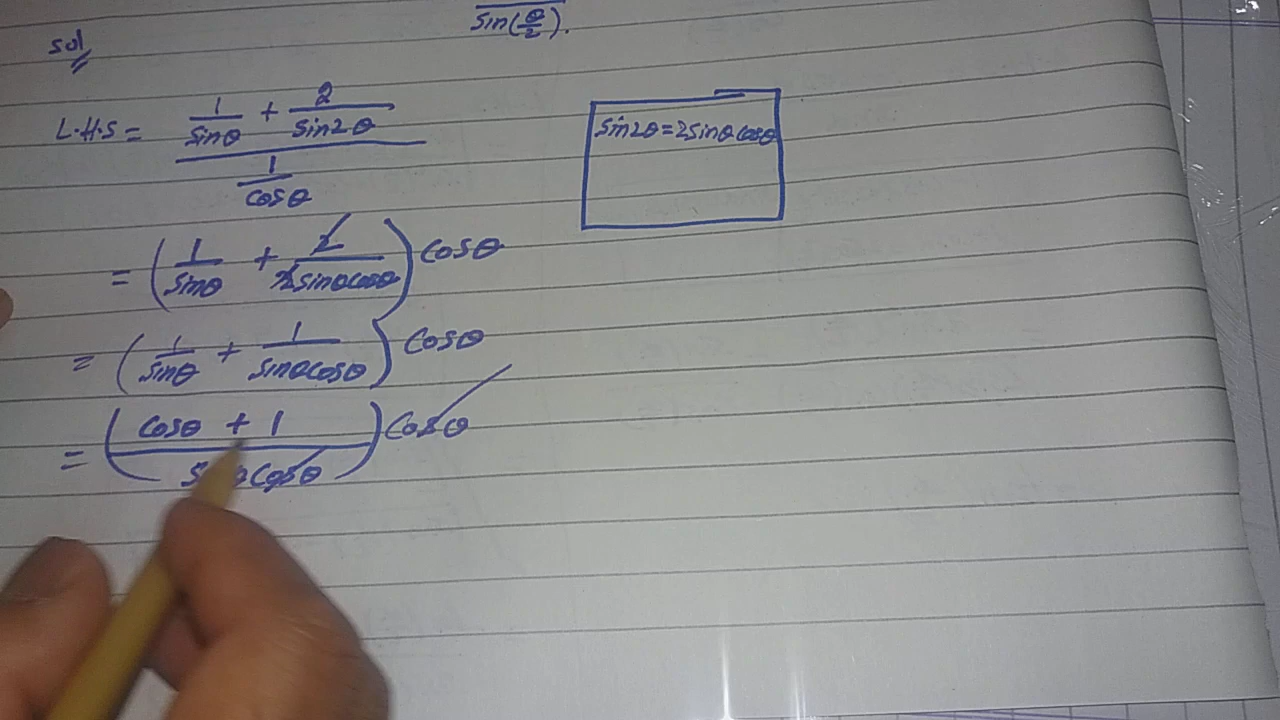 sin(θ/2).
Sol
L.H.S = (1/sinθ + 2/sin2θ)/(1/cosθ)
sin2θ=2sinθcosθ
= (1/sinθ + 2/2sinθcosθ)cosθ
= (1/sinθ + 1/sinθcosθ)cosθ
= ((cosθ + 1)/cosθ)cosθ